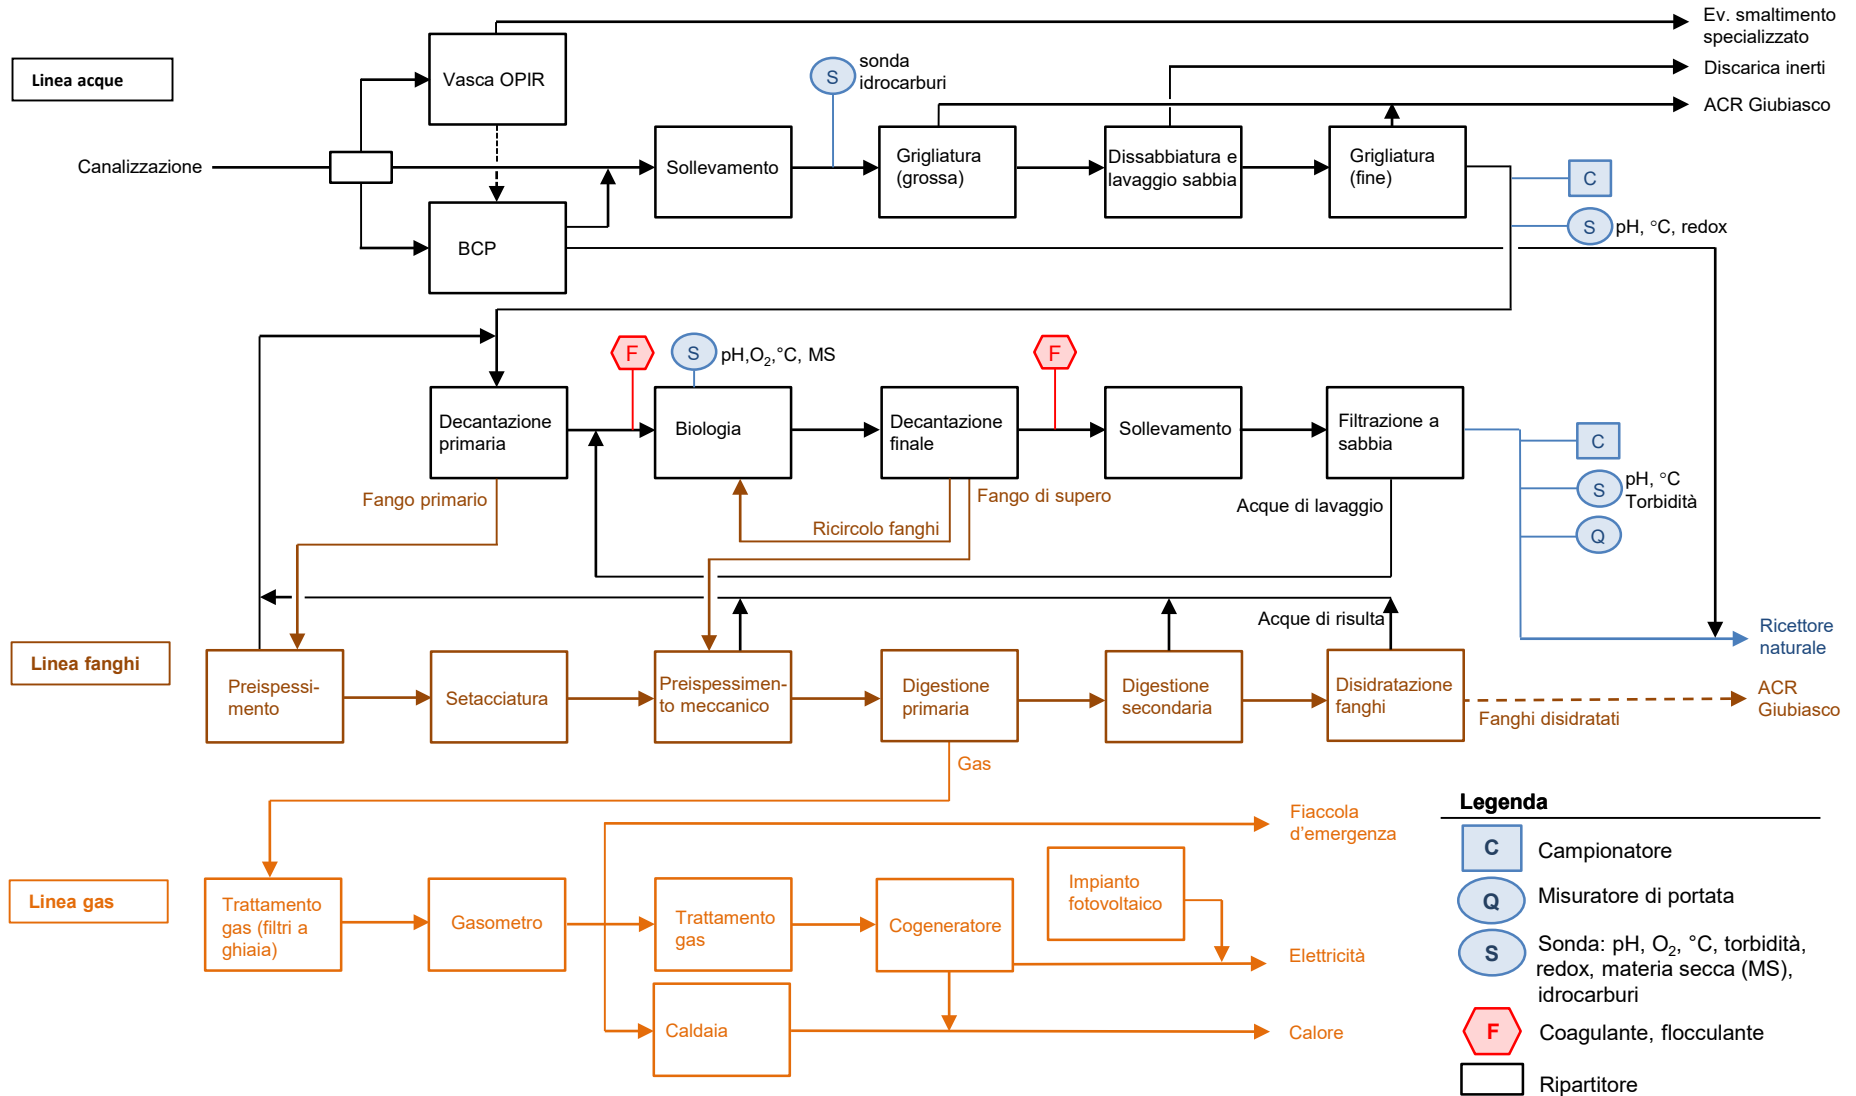 Ev. smaltimento
specializzato
Linea acque
Vasca OPIR
S
sonda
idrocarburi
Discarica inerti
ACR Giubiasco
Canalizzazione
Sollevamento
Grigliatura
(grossa)
Dissabbiatura e
lavaggio sabbia
Grigliatura
(fine)
C
S
pH, °C, redox
BCP
F
S
pH,O₂,°C, MS
F
Decantazione
primaria
Biologia
Decantazione
finale
Sollevamento
Filtrazione a
sabbia
C
S
pH, °C
Torbidità
Q
Fango primario
Ricircolo fanghi
Fango di supero
Acque di lavaggio
Acque di risulta
Ricettore
naturale
Linea fanghi
Preispessi-
mento
Setacciatura
Preispessimen-
to meccanico
Digestione
primaria
Digestione
secondaria
Disidratazione
fanghi
Fanghi disidratati
ACR
Giubiasco
Gas
Fiaccola
d'emergenza
Linea gas
Trattamento
gas (filtri a
ghiaia)
Gasometro
Trattamento
gas
Cogeneratore
Impianto
fotovoltaico
Elettricità
Caldaia
Calore
Legenda
C
Campionatore
Q
Misuratore di portata
S
Sonda: pH, O₂, °C, torbidità,
redox, materia secca (MS),
idrocarburi
F
Coagulante, flocculante
Ripartitore